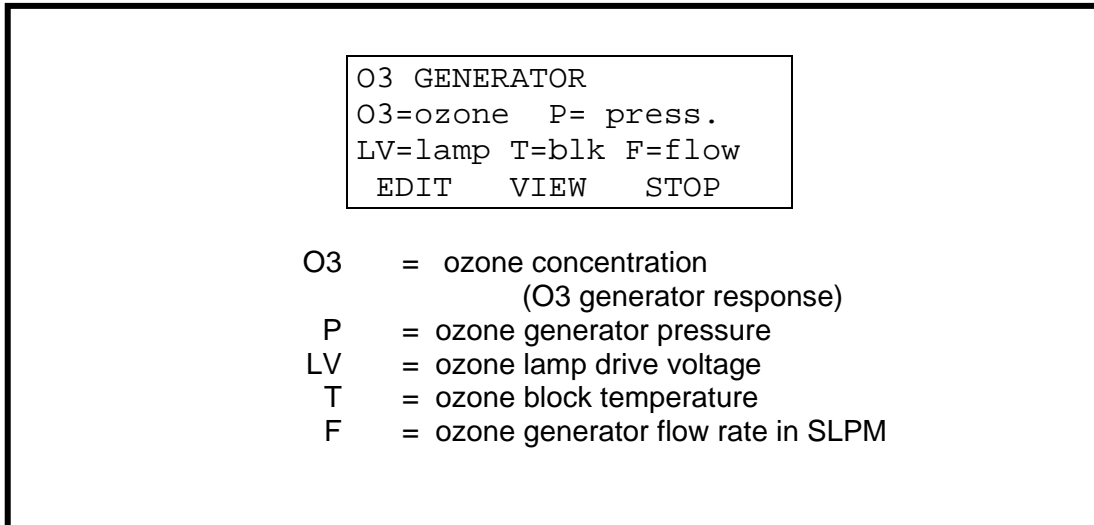 O3 GENERATOR
O3=ozone P= press.
LV=lamp T=blk F=flow
EDIT VIEW STOP
O3 = ozone concentration
(O3 generator response)
P = ozone generator pressure
LV = ozone lamp drive voltage
T = ozone block temperature
F = ozone generator flow rate in SLPM